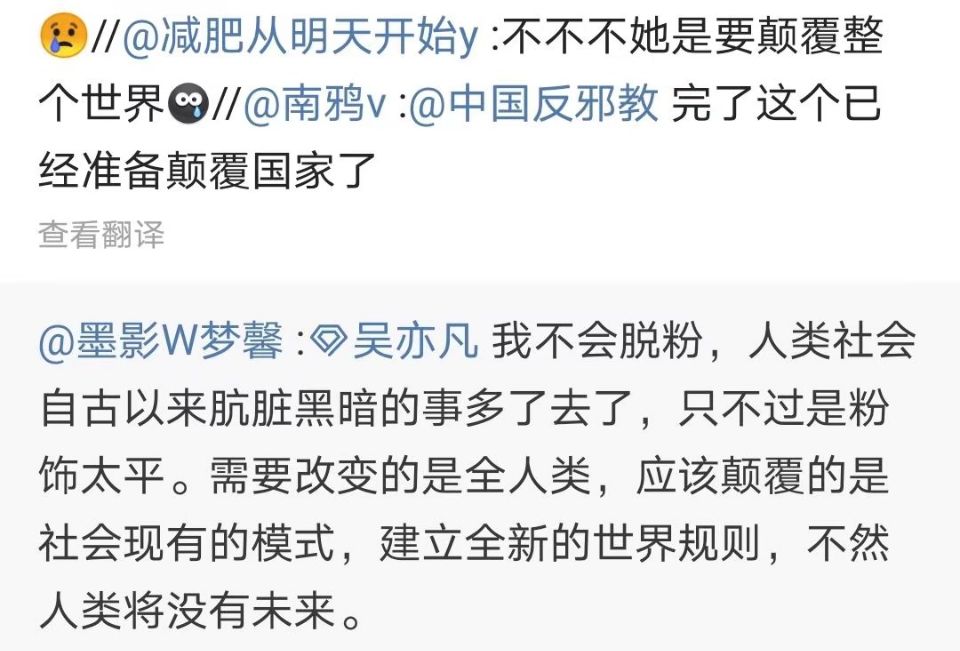 😢//@减肥从明天开始y :不不不她是要颠覆整
个世界//@南鸦v :@中国反邪教 完了这个已
经准备颠覆国家了
查看翻译
@墨影W梦馨 :吴亦凡 我不会脱粉，人类社会
自古以来肮脏黑暗的事多了去了，只不过是粉
饰太平。需要改变的是全人类，应该颠覆的是
社会现有的模式，建立全新的世界规则，不然
人类将没有未来。